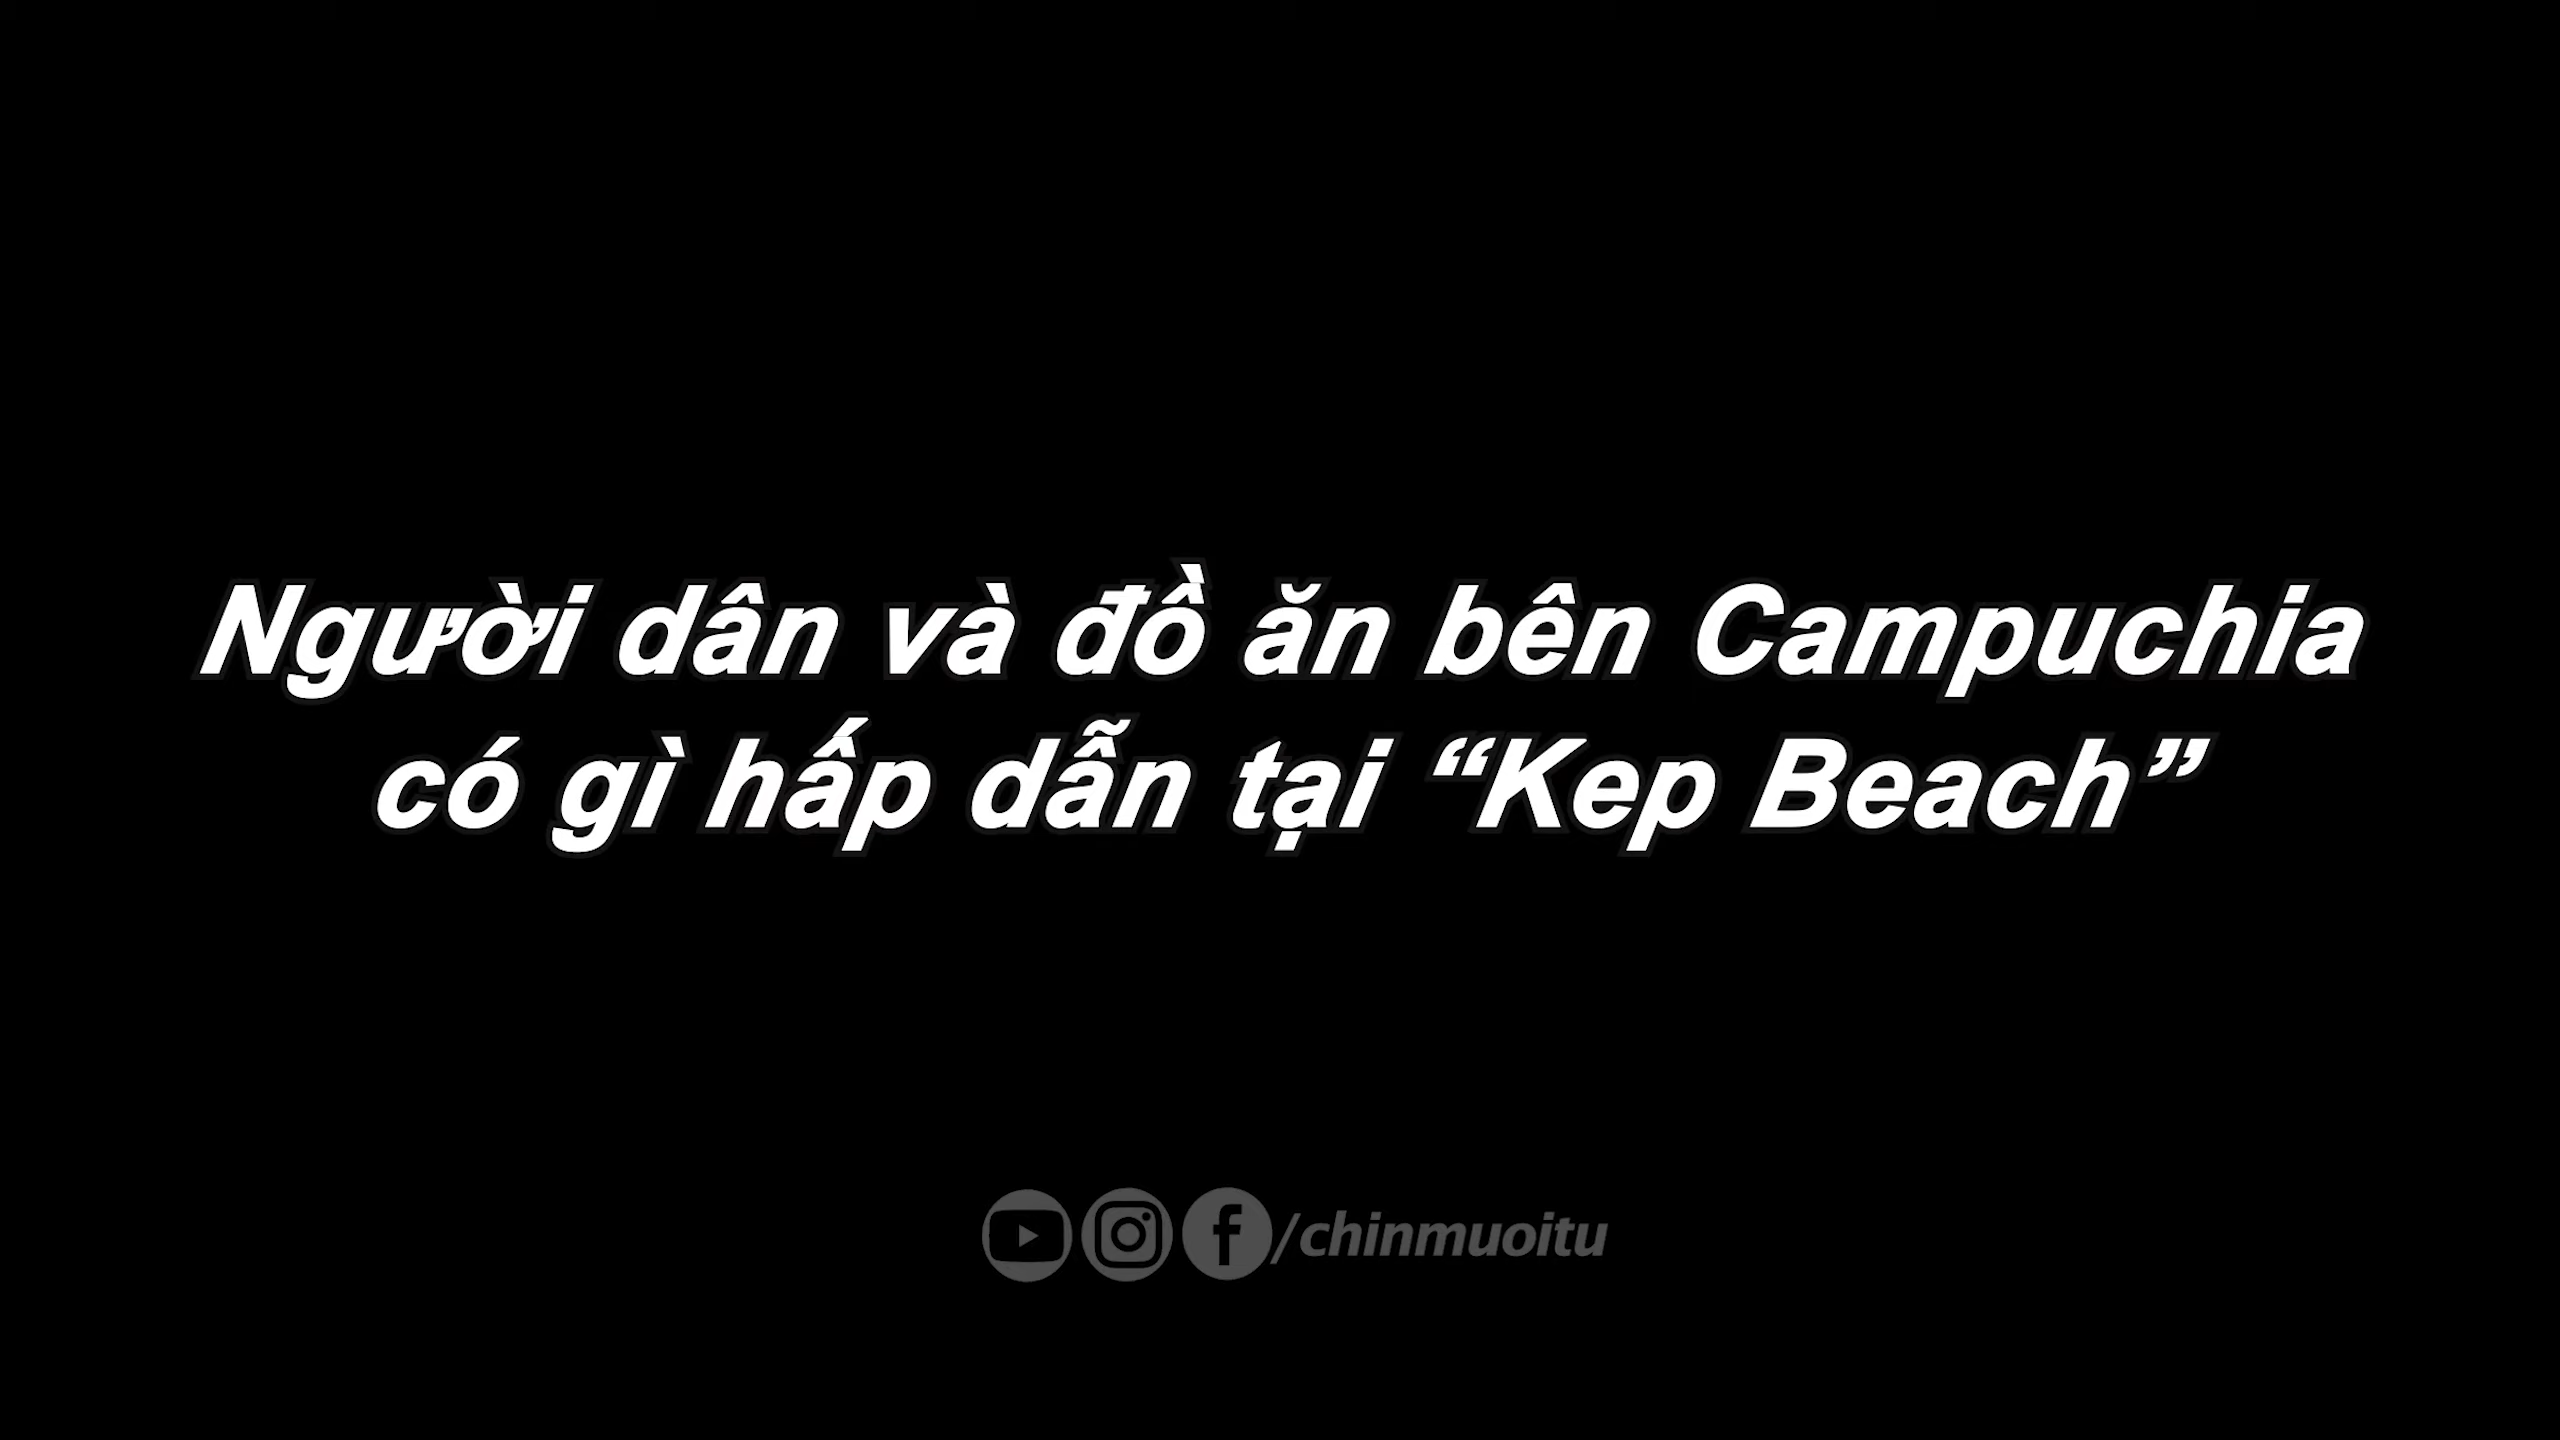 Người dân và đồ ăn bên Campuchia
có gì hấp dẫn tại “Kep Beach”
/chinmuoitu